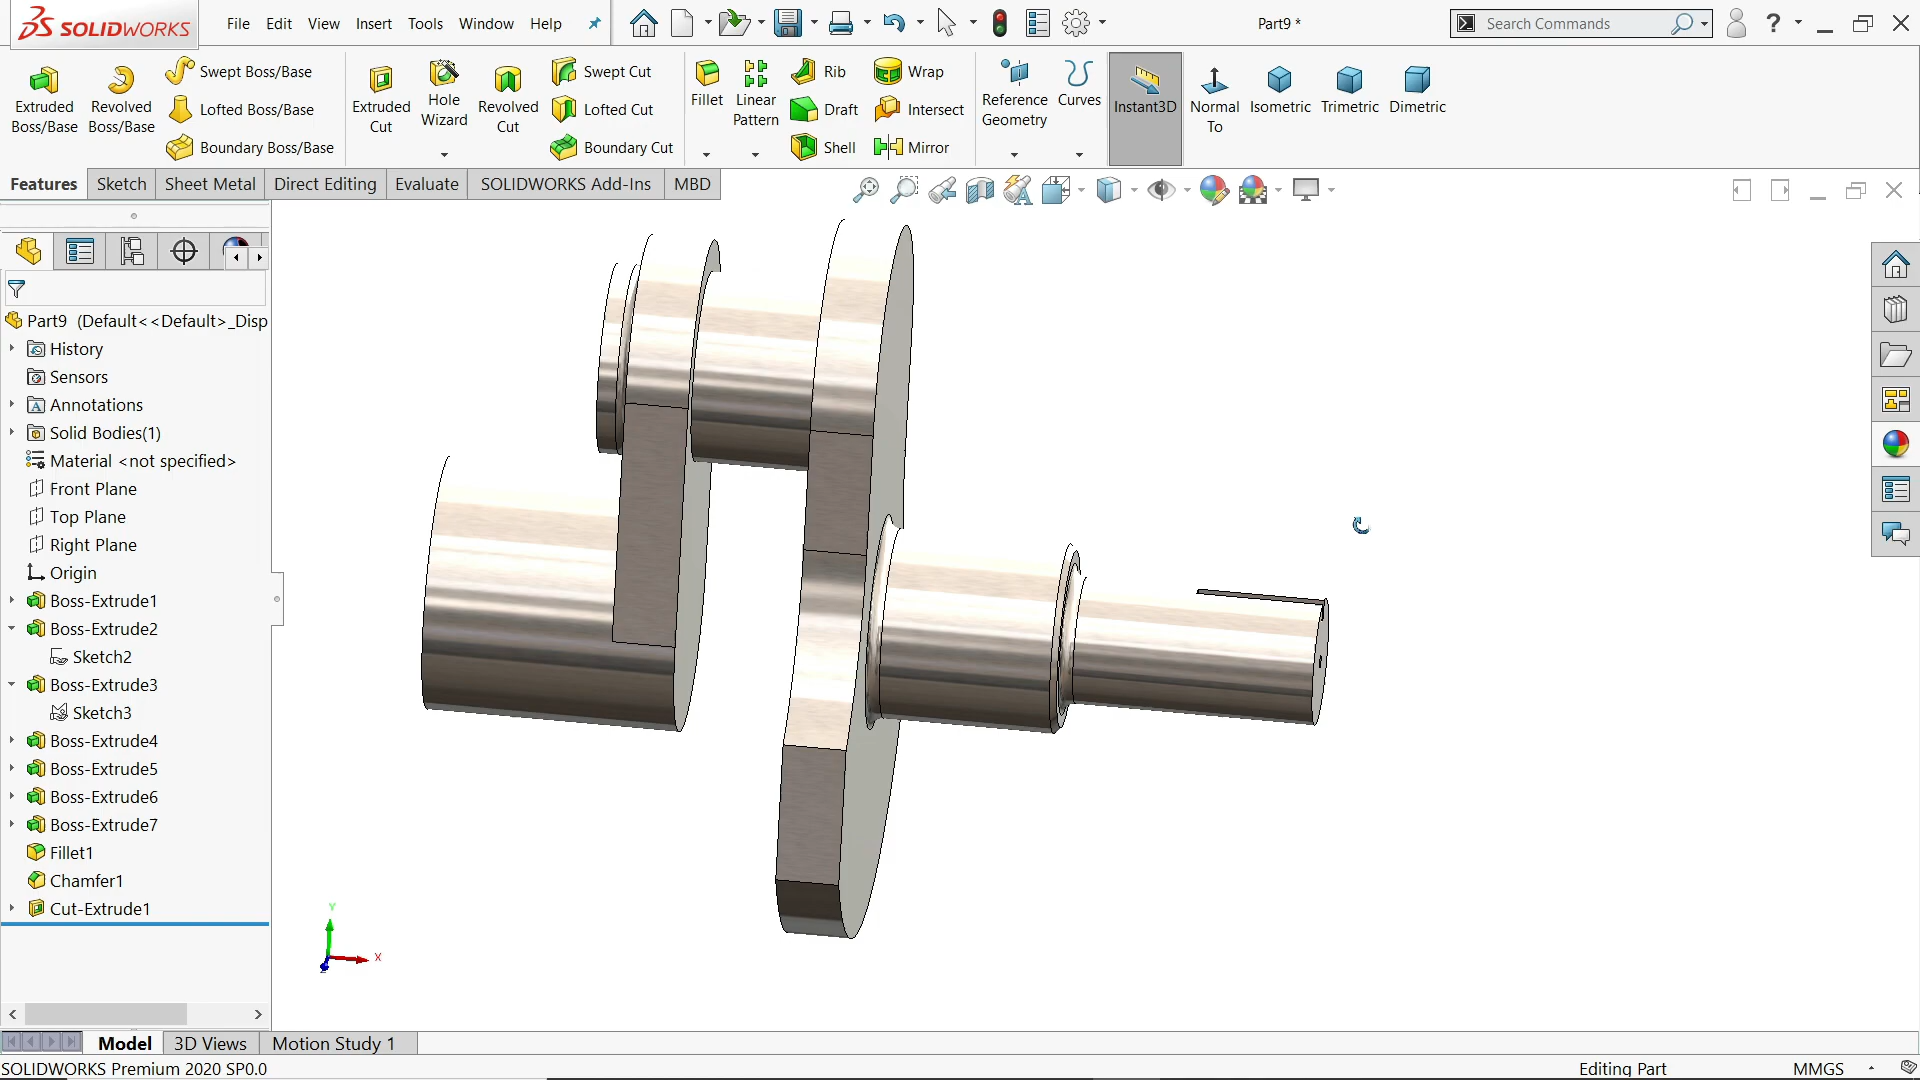 SOLIDWORKS File Edit View Insert Tools Window Help Part9 * Search Commands ?
Extruded Boss/Base
Revolved Boss/Base
Swept Boss/Base
Lofted Boss/Base
Boundary Boss/Base
Extruded Cut
Hole Wizard
Revolved Cut
Swept Cut
Lofted Cut
Boundary Cut
Fillet
Linear Pattern
Rib
Draft
Shell
Wrap
Intersect
Mirror
Reference Geometry
Curves
Instant3D
Normal To
Isometric
Trimetric
Dimetric
Features Sketch Sheet Metal Direct Editing Evaluate SOLIDWORKS Add-Ins MBD
Part9 (Default<<Default>_Disp
History
Sensors
Annotations
Solid Bodies(1)
Material <not specified>
Front Plane
Top Plane
Right Plane
Origin
Boss-Extrude1
Boss-Extrude2
Sketch2
Boss-Extrude3
Sketch3
Boss-Extrude4
Boss-Extrude5
Boss-Extrude6
Boss-Extrude7
Fillet1
Chamfer1
Cut-Extrude1
Y
X
Z
Model 3D Views Motion Study 1
SOLIDWORKS Premium 2020 SP0.0 Editing Part MMGS